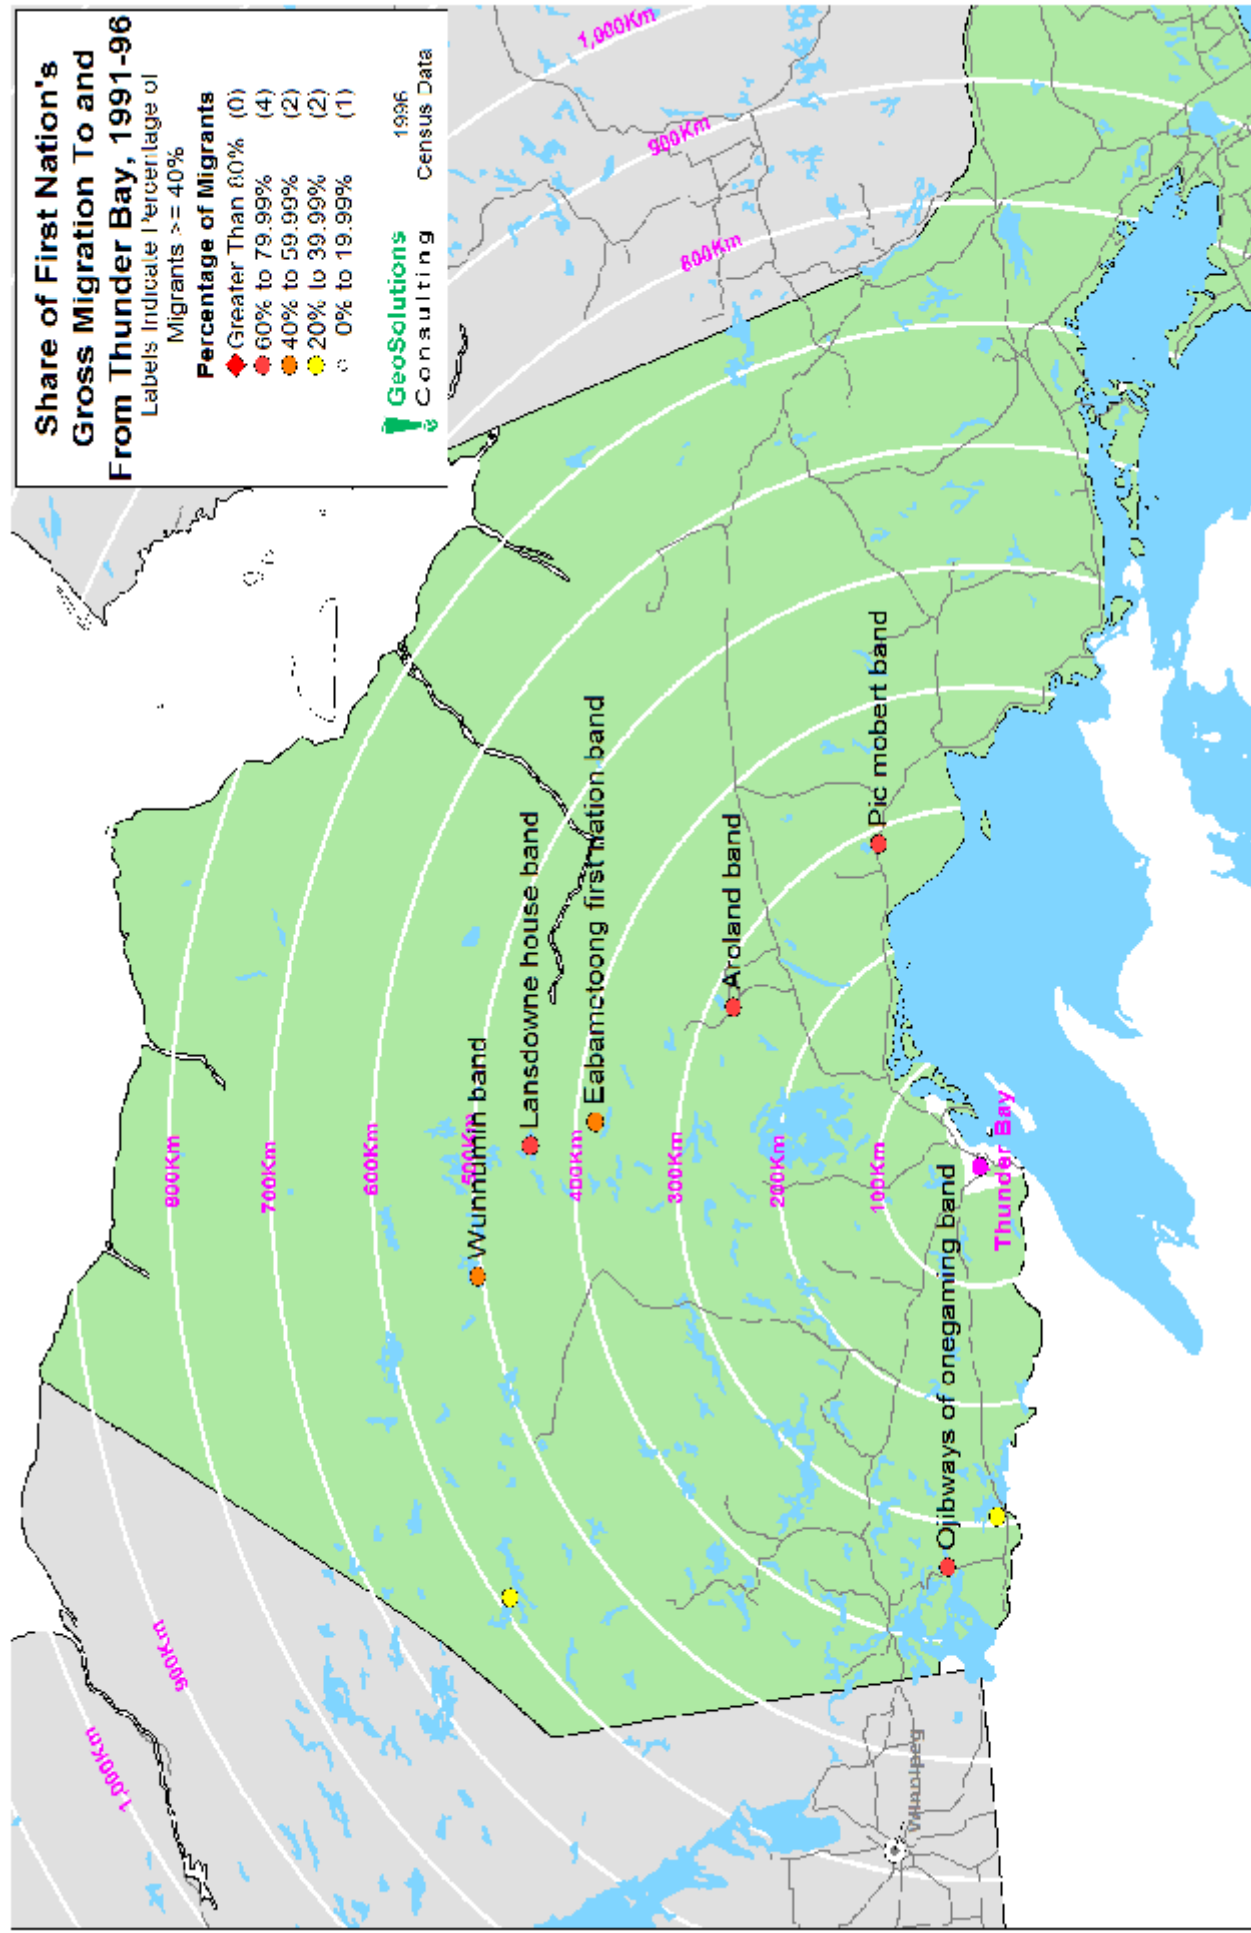 Share of First Nation's
Gross Migration To and
From Thunder Bay, 1991-96
Labels Indicate Percentage of
Migrants >= 40%
Percentage of Migrants
Greater Than 80% (0)
60% to 79.99% (4)
40% to 59.99% (2)
20% to 39.99% (2)
0% to 19.99% (1)
GeoSolutions
Consulting
1996
Census Data
1,000Km
900Km
800Km
1,000Km
900Km
800Km
700Km
600Km
500Km
400Km
300Km
200Km
100Km
Wunnumin band
Lansdowne house band
Eabamotoong first nation band
Aroland band
Pic mobert band
Ojibways of onegaming band
Thunder Bay
Winnipeg